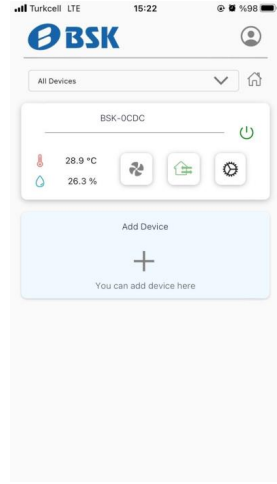 Turkcell LTE 15:22 %98
BSK
All Devices
BSK-0CDC
28.9 °C
26.3 %
Add Device
You can add device here